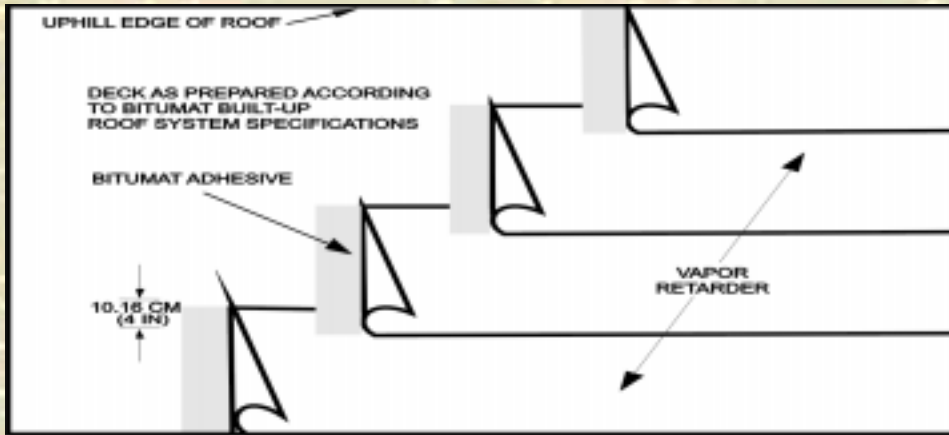 UPHILL EDGE OF ROOF
DECK AS PREPARED ACCORDING
TO BITUMAT BUILT-UP
ROOF SYSTEM SPECIFICATIONS
BITUMAT ADHESIVE
VAPOR
RETARDER
10.16 CM
(4 IN)